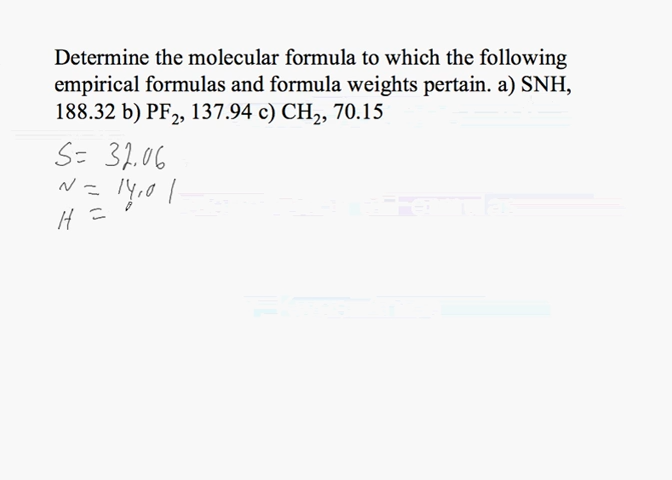 Determine the molecular formula to which the following
empirical formulas and formula weights pertain. a) SNH,
188.32 b) PF₂, 137.94 c) CH₂, 70.15
S= 32.06
N = 14.01
H =